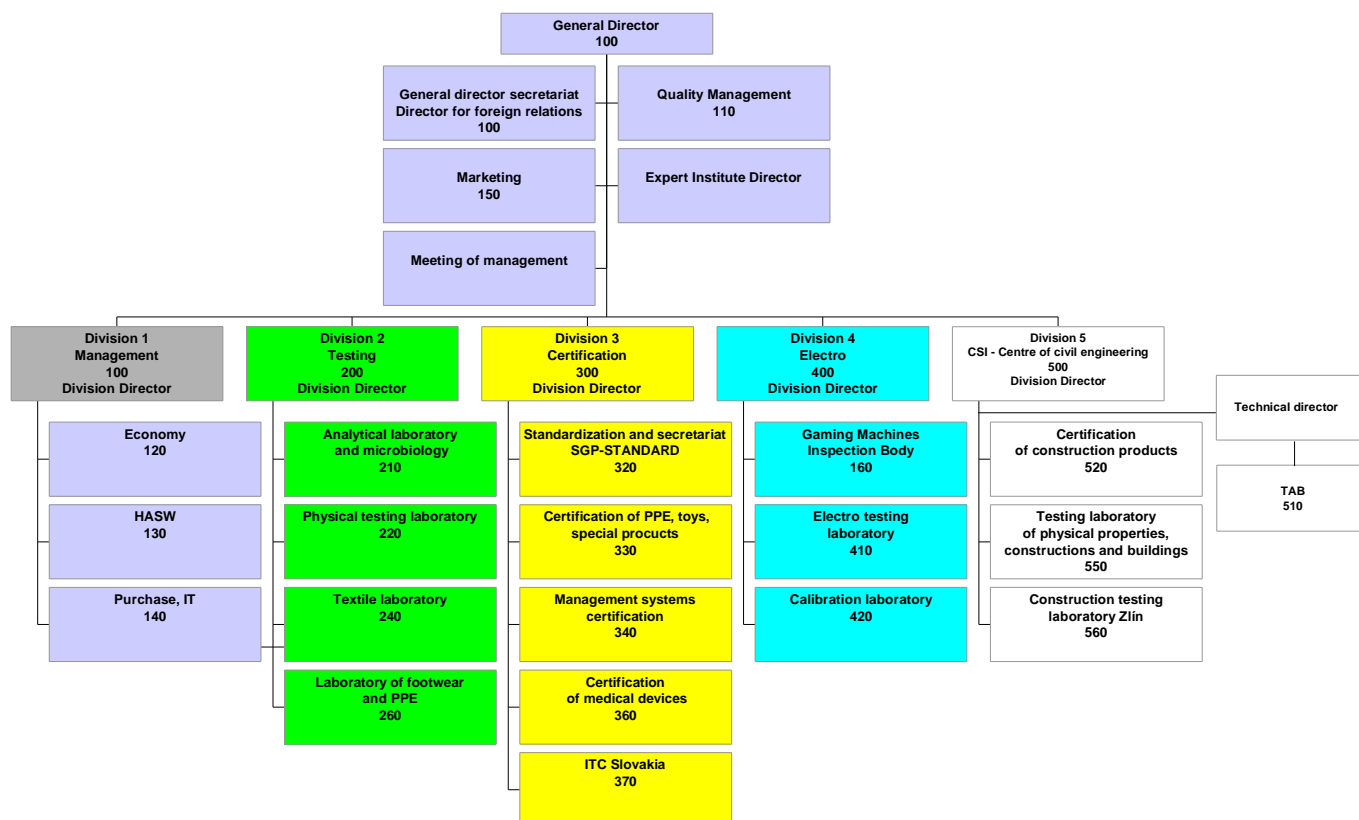 General Director
100
General director secretariat
Director for foreign relations
100
Quality Management
110
Marketing
150
Expert Institute Director
Meeting of management
Division 1
Management
100
Division Director
Division 2
Testing
200
Division Director
Division 3
Certification
300
Division Director
Division 4
Electro
400
Division Director
Division 5
CSI - Centre of civil engineering
500
Division Director
Technical director
TAB
510
Economy
120
HASW
130
Purchase, IT
140
Analytical laboratory
and microbiology
210
Physical testing laboratory
220
Textile laboratory
240
Laboratory of footwear
and PPE
260
Standardization and secretariat
SGP-STANDARD
320
Certification of PPE, toys,
special procucts
330
Management systems
certification
340
Certification
of medical devices
360
ITC Slovakia
370
Gaming Machines
Inspection Body
160
Electro testing
laboratory
410
Calibration laboratory
420
Certification
of construction products
520
Testing laboratory
of physical properties,
constructions and buildings
550
Construction testing
laboratory Zlín
560